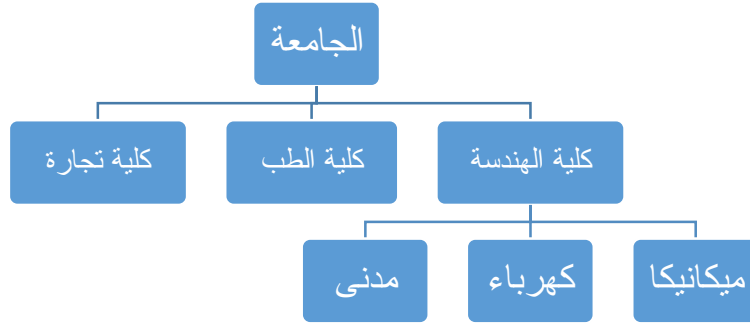 الجامعة
كلية الهندسة
كلية الطب
كلية تجارة
ميكانيكا
كهرباء
مدنى